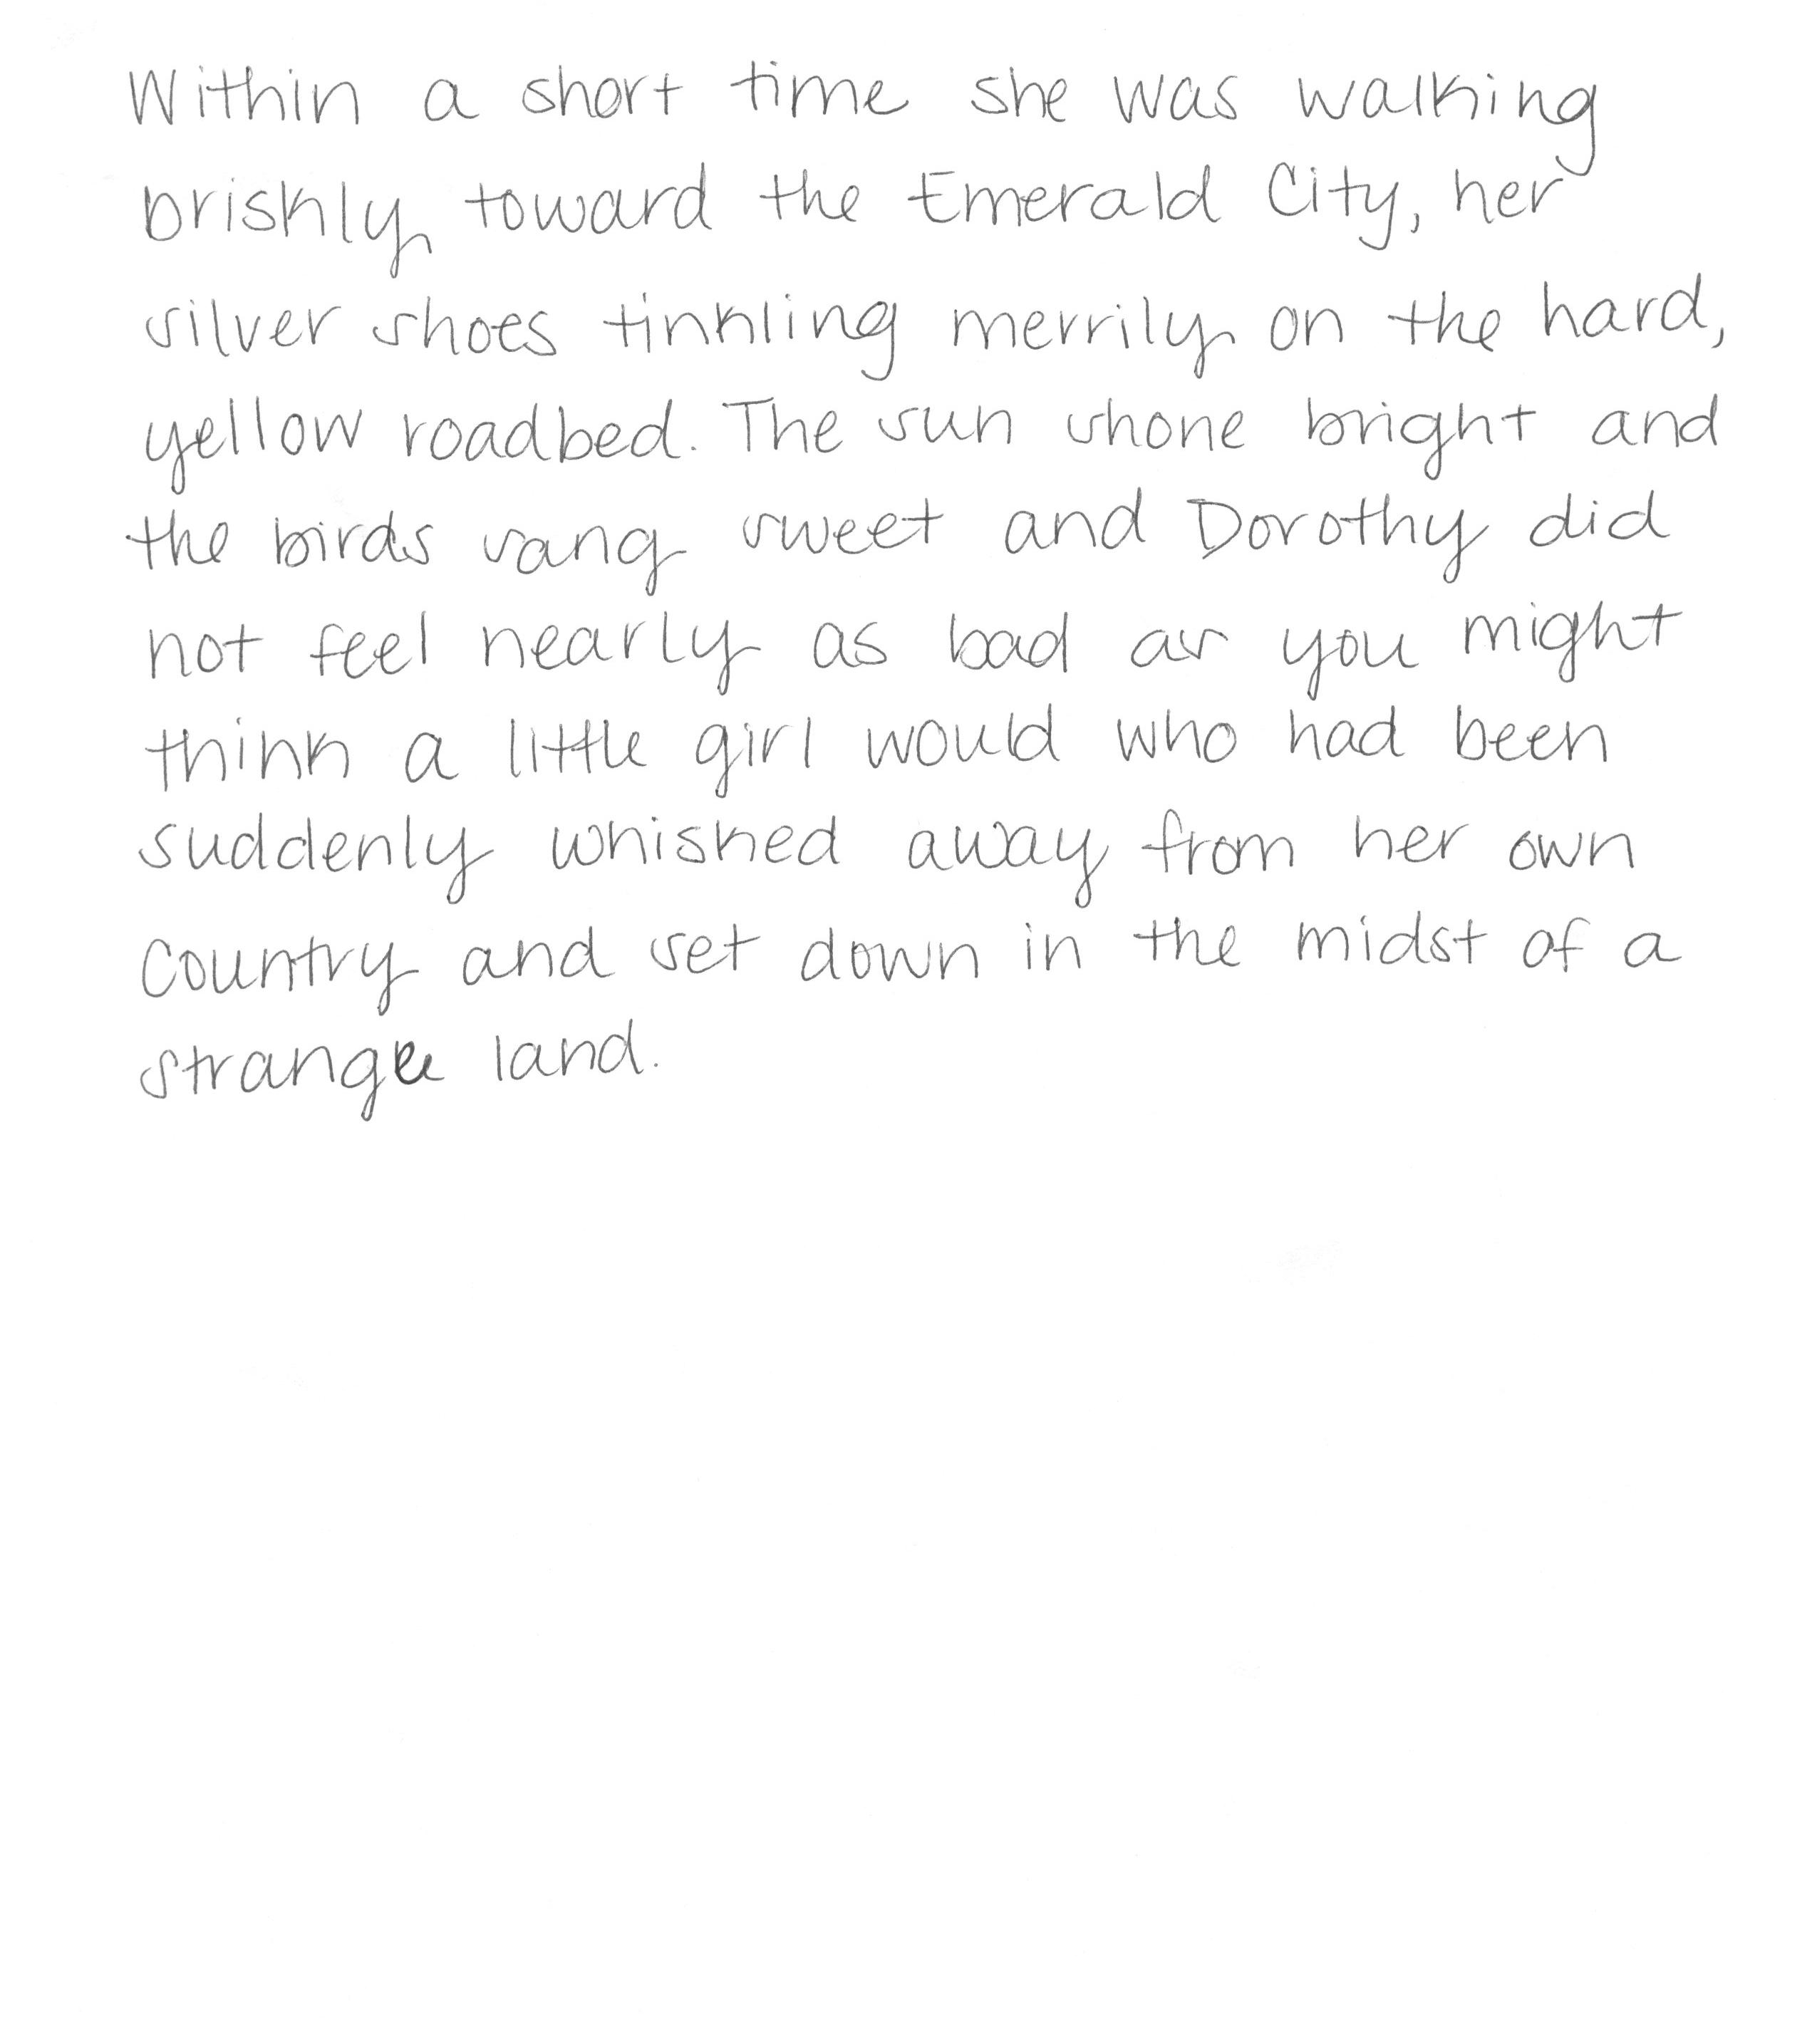 Within a short time she was walking
briskly toward the Emerald City, her
silver shoes tinkling merrily on the hard,
yellow roadbed. The sun shone bright and
the birds sang sweet and Dorothy did
not feel nearly as bad as you might
think a little girl would who had been
suddenly whisked away from her own
country and set down in the midst of a
strange land.